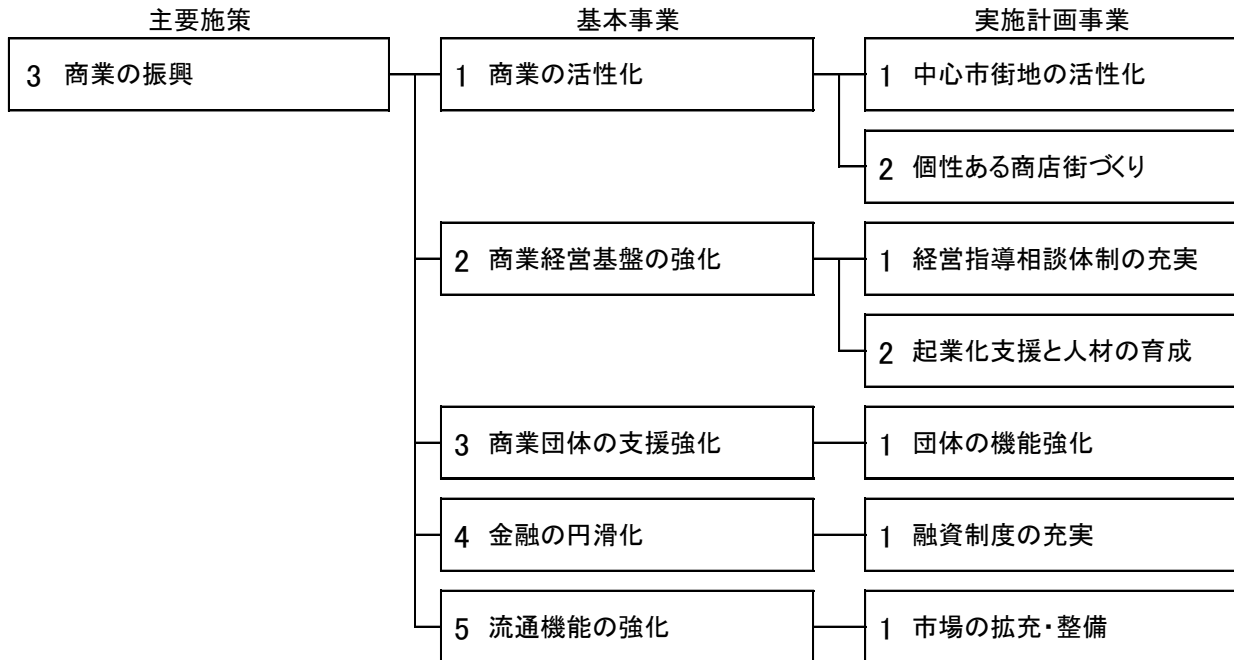 主要施策 基本事業 実施計画事業
3 商業の振興 1 商業の活性化 1 中心市街地の活性化
2 個性ある商店街づくり
2 商業経営基盤の強化 1 経営指導相談体制の充実
2 起業化支援と人材の育成
3 商業団体の支援強化 1 団体の機能強化
4 金融の円滑化 1 融資制度の充実
5 流通機能の強化 1 市場の拡充・整備